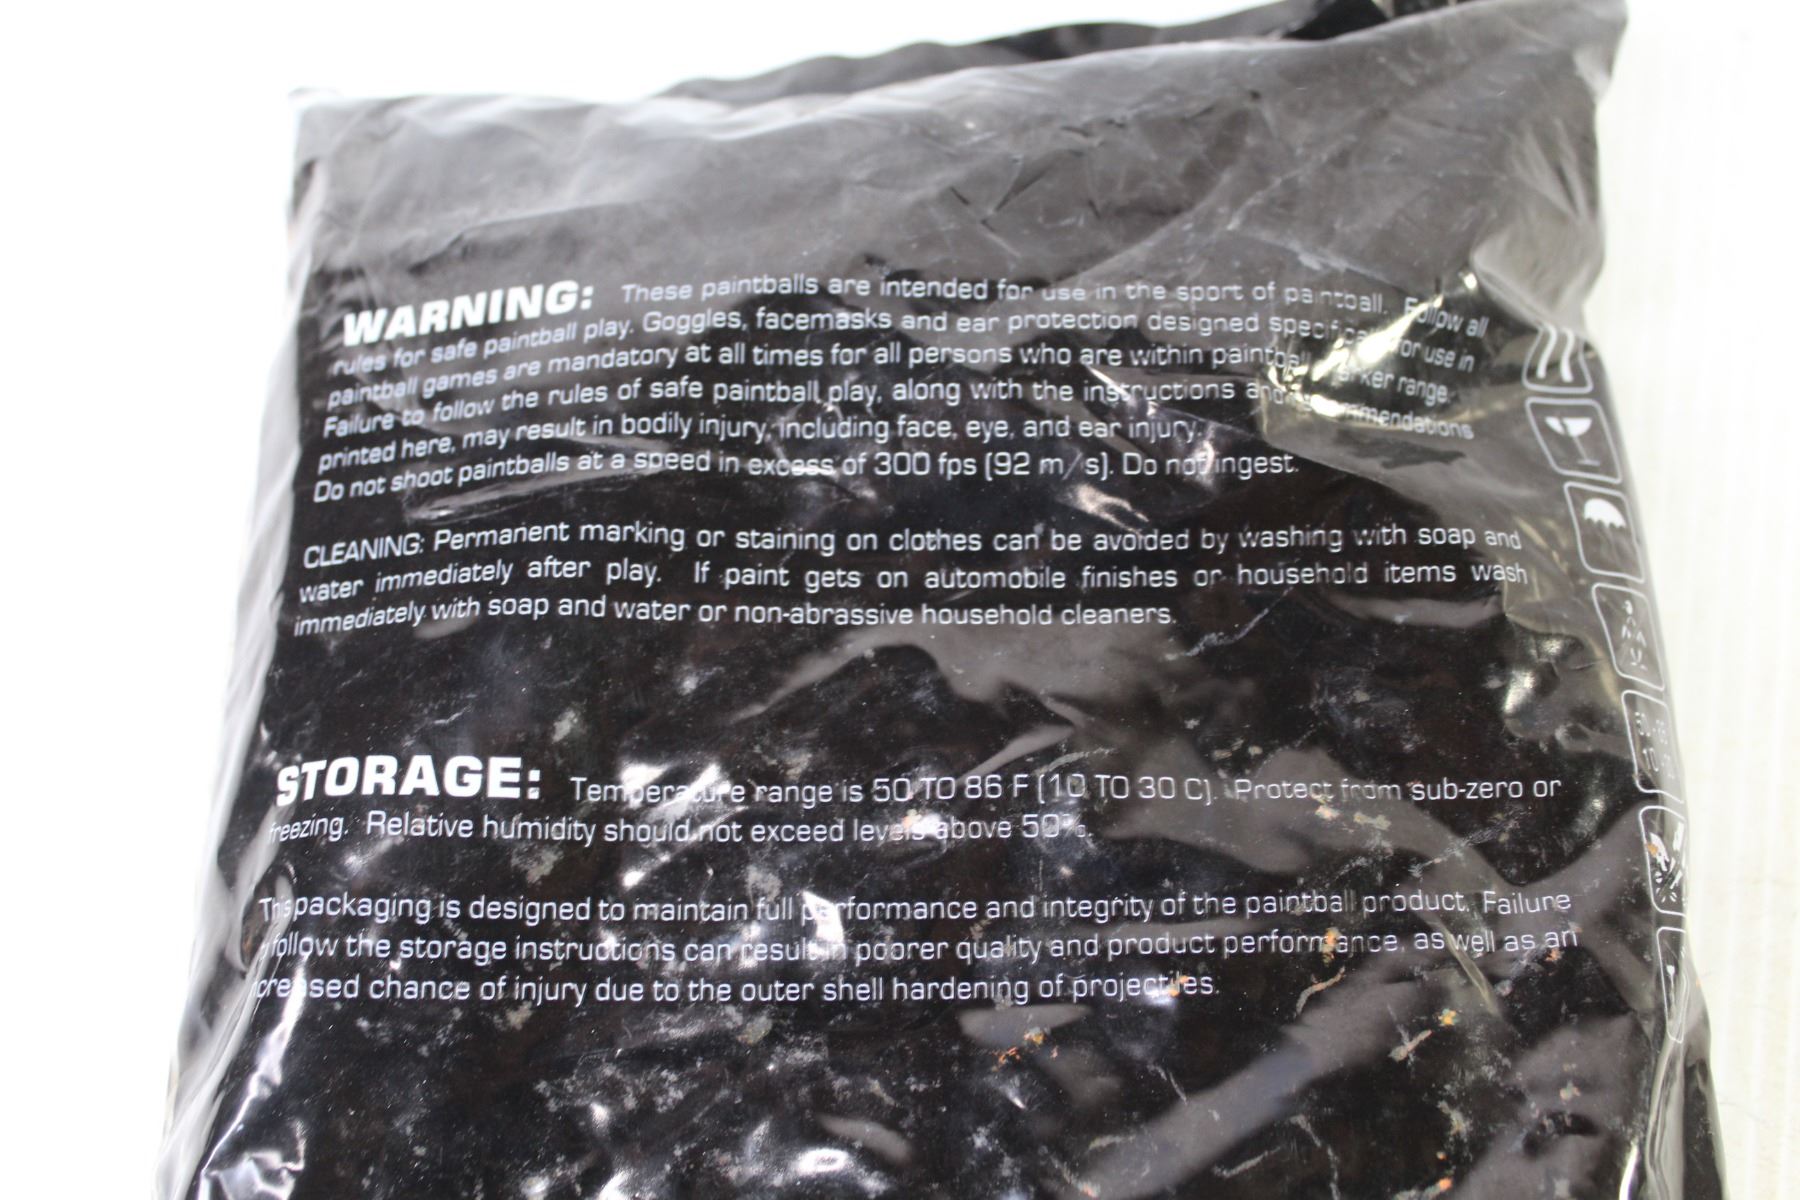 WARNING: These paintballs are intended for use in the sport of paintball. Follow all
rules for safe paintball play. Goggles, facemasks and ear protection designed for use in
paintball games are mandatory at all times for all persons who are within paintball marker range.
Failure to follow the rules of safe paintball play, along with the instructions and
printed here, may result in bodily injury, including face, eye, and ear injury.
Do not shoot paintballs at a speed in excess of 300 fps (92 m/s). Do not ingest.
CLEANING: Permanent marking or staining on clothes can be avoided by washing with soap and
water immediately after play. If paint gets on automobile finishes or household items wash
immediately with soap and water or non-abrassive household cleaners.
STORAGE: Temperature range is 50 TO 86 F (10 TO 30 C). Protect from sub-zero or
freezing. Relative humidity should not exceed levels above 50%.
This packaging is designed to maintain full performance and integrity of the paintball product. Failure
follow the storage instructions can result in poorer quality and product performance, as well as an
creased chance of injury due to the outer shell hardening of projectiles.